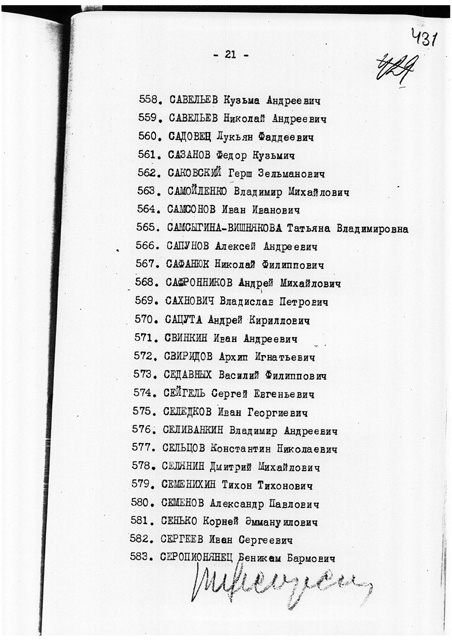 431
429
- 21 -
558. САВЕЛЬЕВ Кузьма Андреевич
559. САВЕЛЬЕВ Николай Андреевич
560. САДОВЕЦ Лукьян Фаддеевич
561. САЗАНОВ Федор Кузьмич
562. САКОВСКИЙ Герш Зельманович
563. САМОЙЛЕНКО Владимир Михайлович
564. САМСОНОВ Иван Иванович
565. САМСЫГИНА-ВИШНЯКОВА Татьяна Владимировна
566. САПУНОВ Алексей Андреевич
567. САФАНЮК Николай Филиппович
568. САФРОННИКОВ Андрей Михайлович
569. САХНОВИЧ Владислав Петрович
570. САЦУТА Андрей Кириллович
571. СВИНКИН Иван Андреевич
572. СВИРИДОВ Архип Игнатьевич
573. СЕДАВНЫХ Василий Филиппович
574. СЕЙГЕЛЬ Сергей Евгеньевич
575. СЕЛЕДКОВ Иван Георгиевич
576. СЕЛИВАНКИН Владимир Андреевич
577. СЕЛЬЦОВ Константин Николаевич
578. СЕЛЯНИН Дмитрий Михайлович
579. СЕМЕНИХИН Тихон Тихонович
580. СЕМЕНОВ Александр Павлович
581. СЕНЬКО Корней Эммануилович
582. СЕРГЕЕВ Иван Сергеевич
583. СЕРОПИОНЯНЕЦ Беникам Бармович